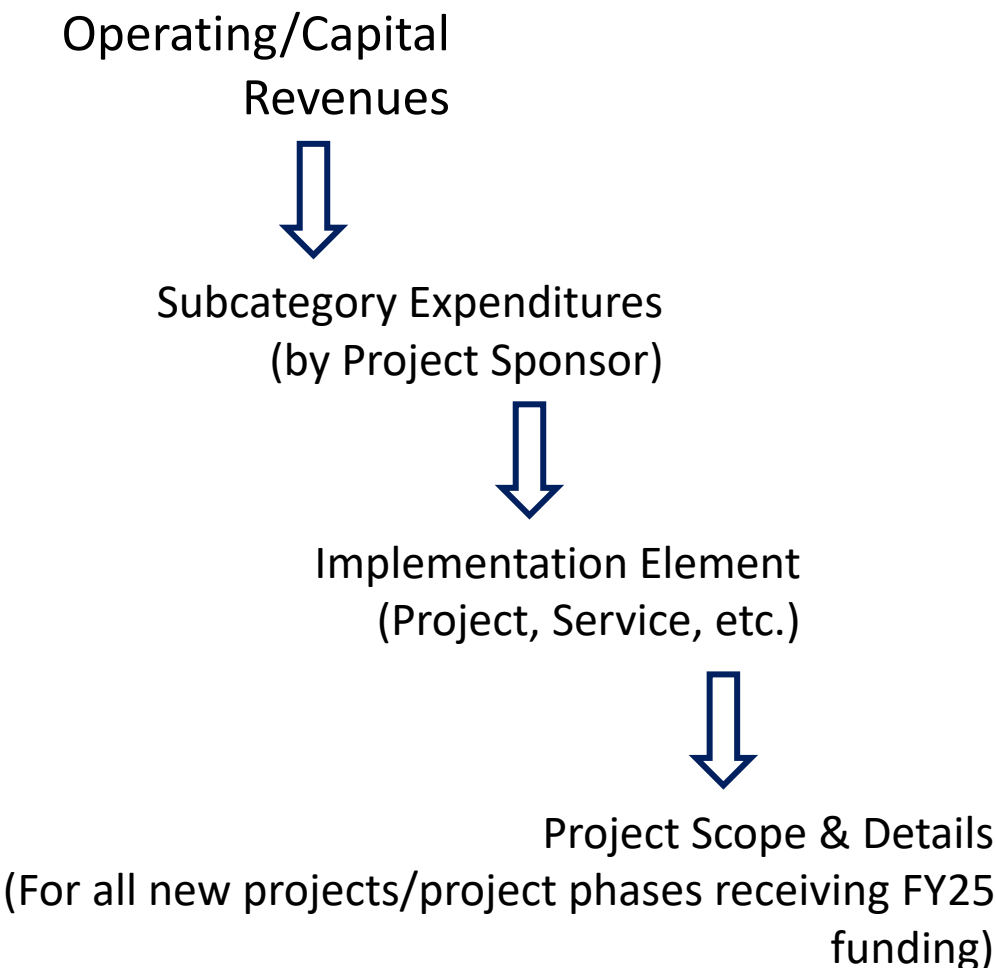 Operating/Capital
Revenues
Subcategory Expenditures
(by Project Sponsor)
Implementation Element
(Project, Service, etc.)
Project Scope & Details
(For all new projects/project phases receiving FY25
funding)